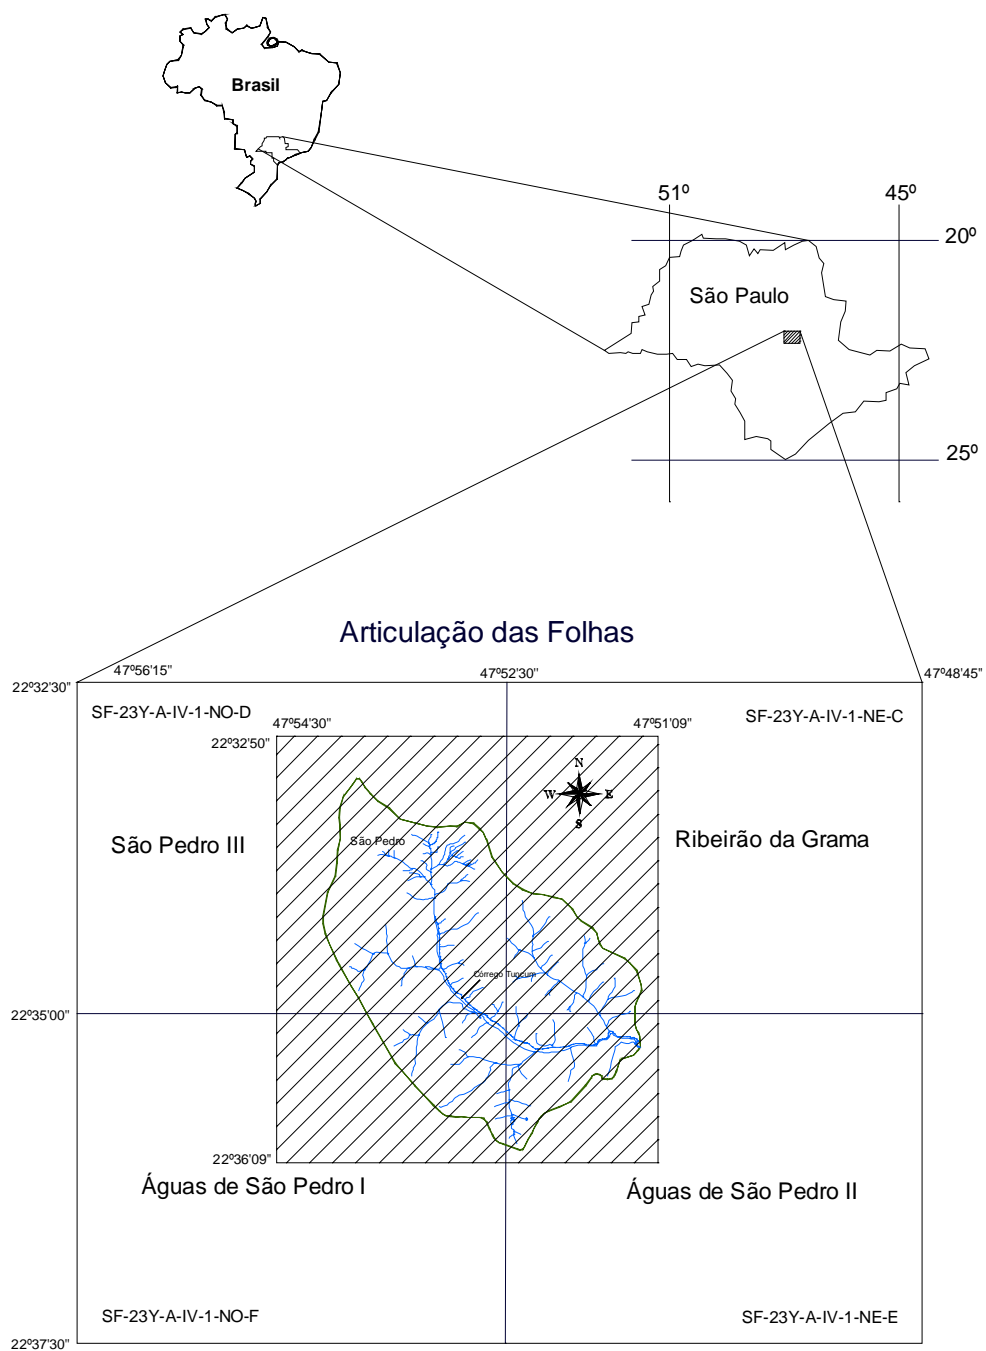 Brasil
51º
45º
20º
São Paulo
25º
Articulação das Folhas
47º56'15"
47º52'30"
47º48'45"
22º32'30"
SF-23Y-A-IV-1-NO-D
SF-23Y-A-IV-1-NE-C
47º54'30"
47º51'09"
22º32'50"
N
W
E
S
São Pedro III
São Pedro
Ribeirão da Grama
Córrego Tucum
22º35'00"
22º36'09"
Águas de São Pedro I
Águas de São Pedro II
SF-23Y-A-IV-1-NO-F
SF-23Y-A-IV-1-NE-E
22º37'30"